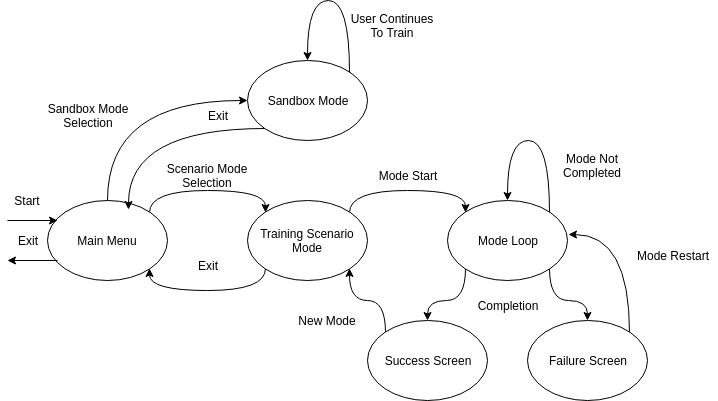 User Continues
To Train
Sandbox Mode
Sandbox Mode
Selection
Exit
Scenario Mode
Selection
Mode Start
Mode Not
Completed
Start
Exit
Main Menu
Training Scenario
Mode
Mode Loop
Exit
Mode Restart
New Mode
Completion
Success Screen
Failure Screen